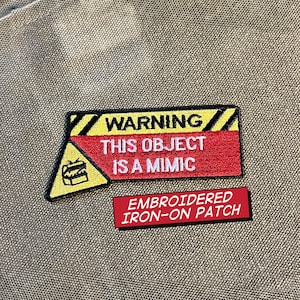 WARNING
THIS OBJECT
IS A MIMIC
EMBROIDERED
IRON-ON PATCH